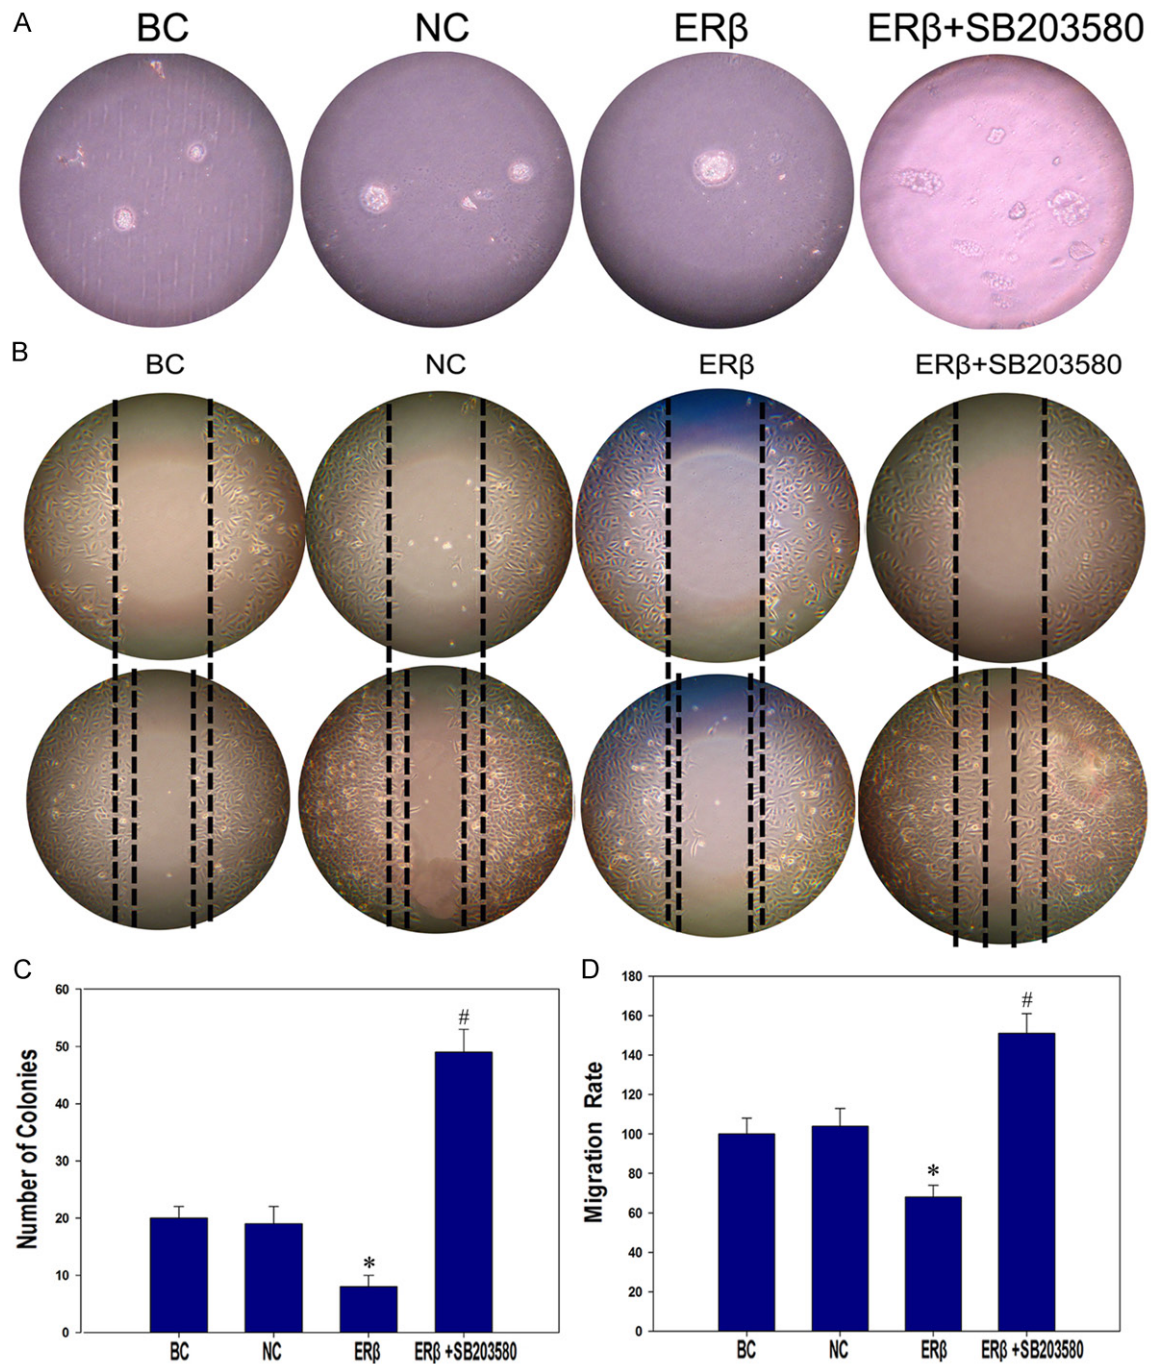 A
BC NC ERβ ERβ+SB203580
B
BC NC ERβ ERβ+SB203580
C
60
50
40
30
20
10
0
Number of Colonies
#
*
BC NC ERβ ERβ +SB203580
D
180
160
140
120
100
80
60
40
20
0
Migration Rate
#
*
BC NC ERβ ERβ +SB203580